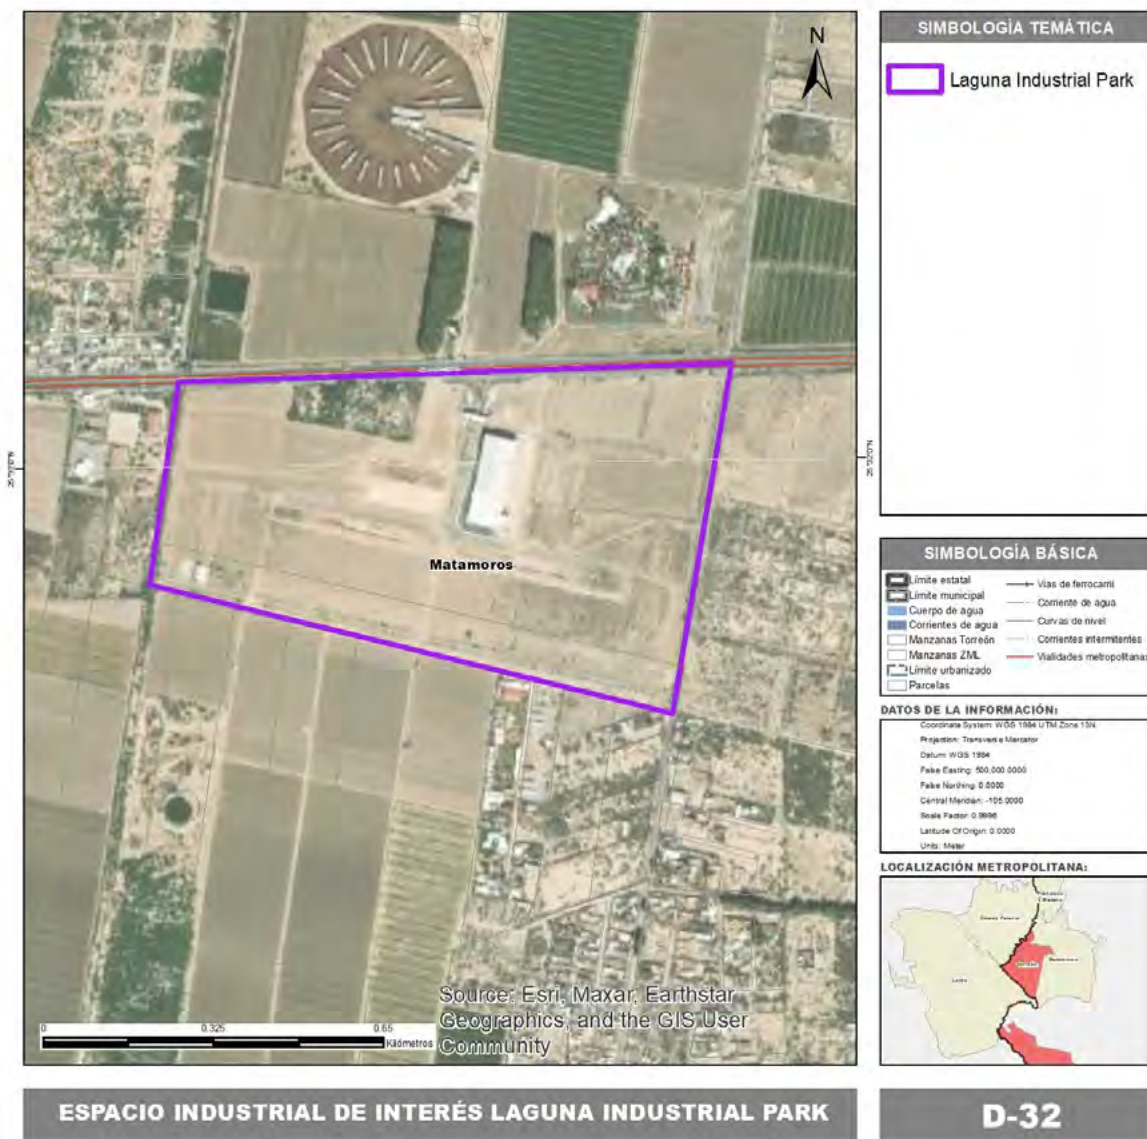 N
Matamoros
Source: Esri, Maxar, Earthstar
Geographics, and the GIS User
Community
0
0.325
0.65
Kilómetros
SIMBOLOGÍA TEMÁTICA
Laguna Industrial Park
SIMBOLOGÍA BÁSICA
Límite estatal
Límite municipal
Cuerpo de agua
Corrientes de agua
Manzanas Torreón
Manzanas ZML
Límite urbanizado
Parcelas
Vías de ferrocarril
Corriente de agua
Curvas de nivel
Corrientes intermitentes
Vialidades metropolitanas
DATOS DE LA INFORMACIÓN:
Coordinate System: WGS 1984 UTM Zone 13N
Projection: Transverse Mercator
Datum: WGS 1984
False Easting: 500,000.0000
False Northing: 0.0000
Central Meridian: -105.0000
Scale Factor: 0.9996
Latitude Of Origin: 0.0000
Units: Meter
LOCALIZACIÓN METROPOLITANA:
Lerdo
Matamoros
ESPACIO INDUSTRIAL DE INTERÉS LAGUNA INDUSTRIAL PARK
D-32